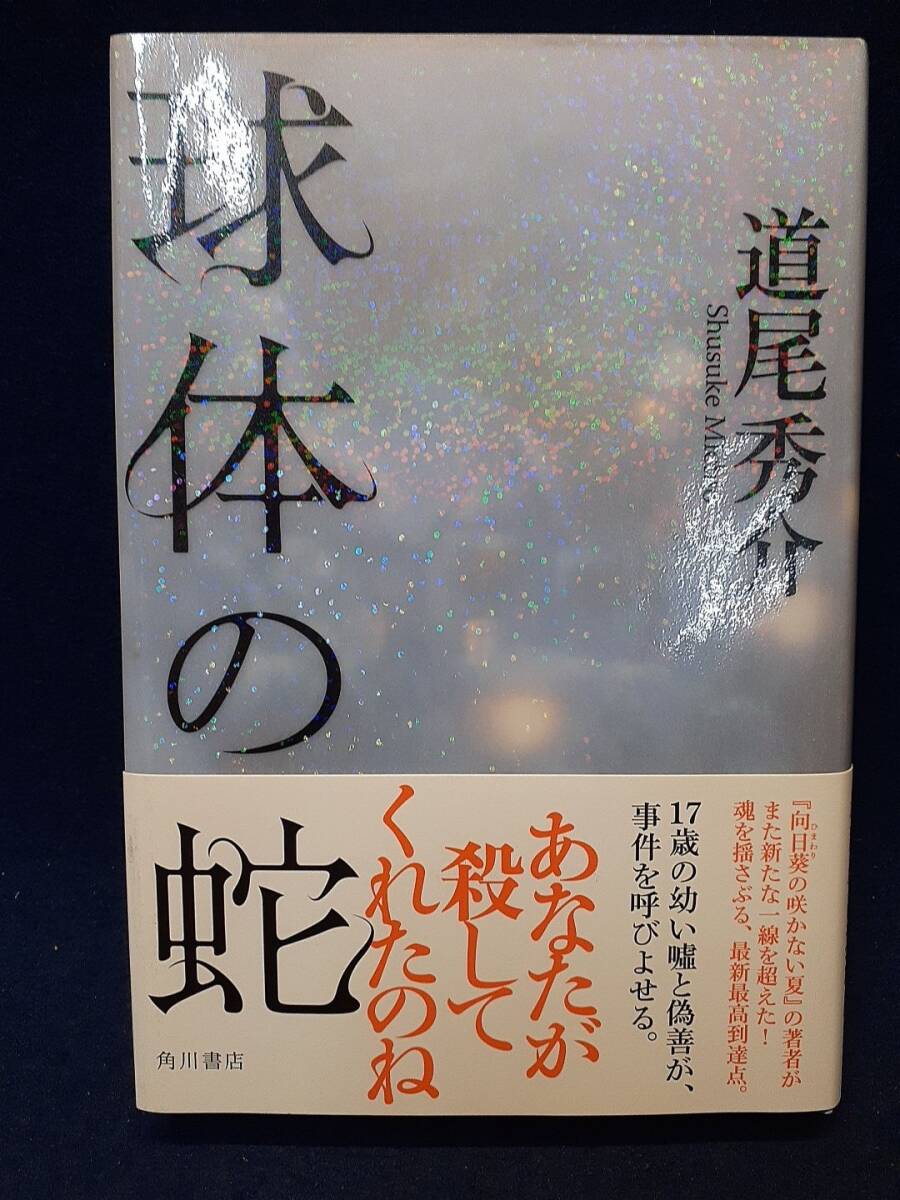 道尾秀介
Shusuke
球体の
蛇
『向日葵の咲かない夏』の著者が
ひまわり
また新たな一線を超えた!
魂を揺さぶる、最新最高到達点。
17歳の幼い嘘と偽善が、
事件を呼びよせる。
あなたが
殺して
くれたのね
角川書店